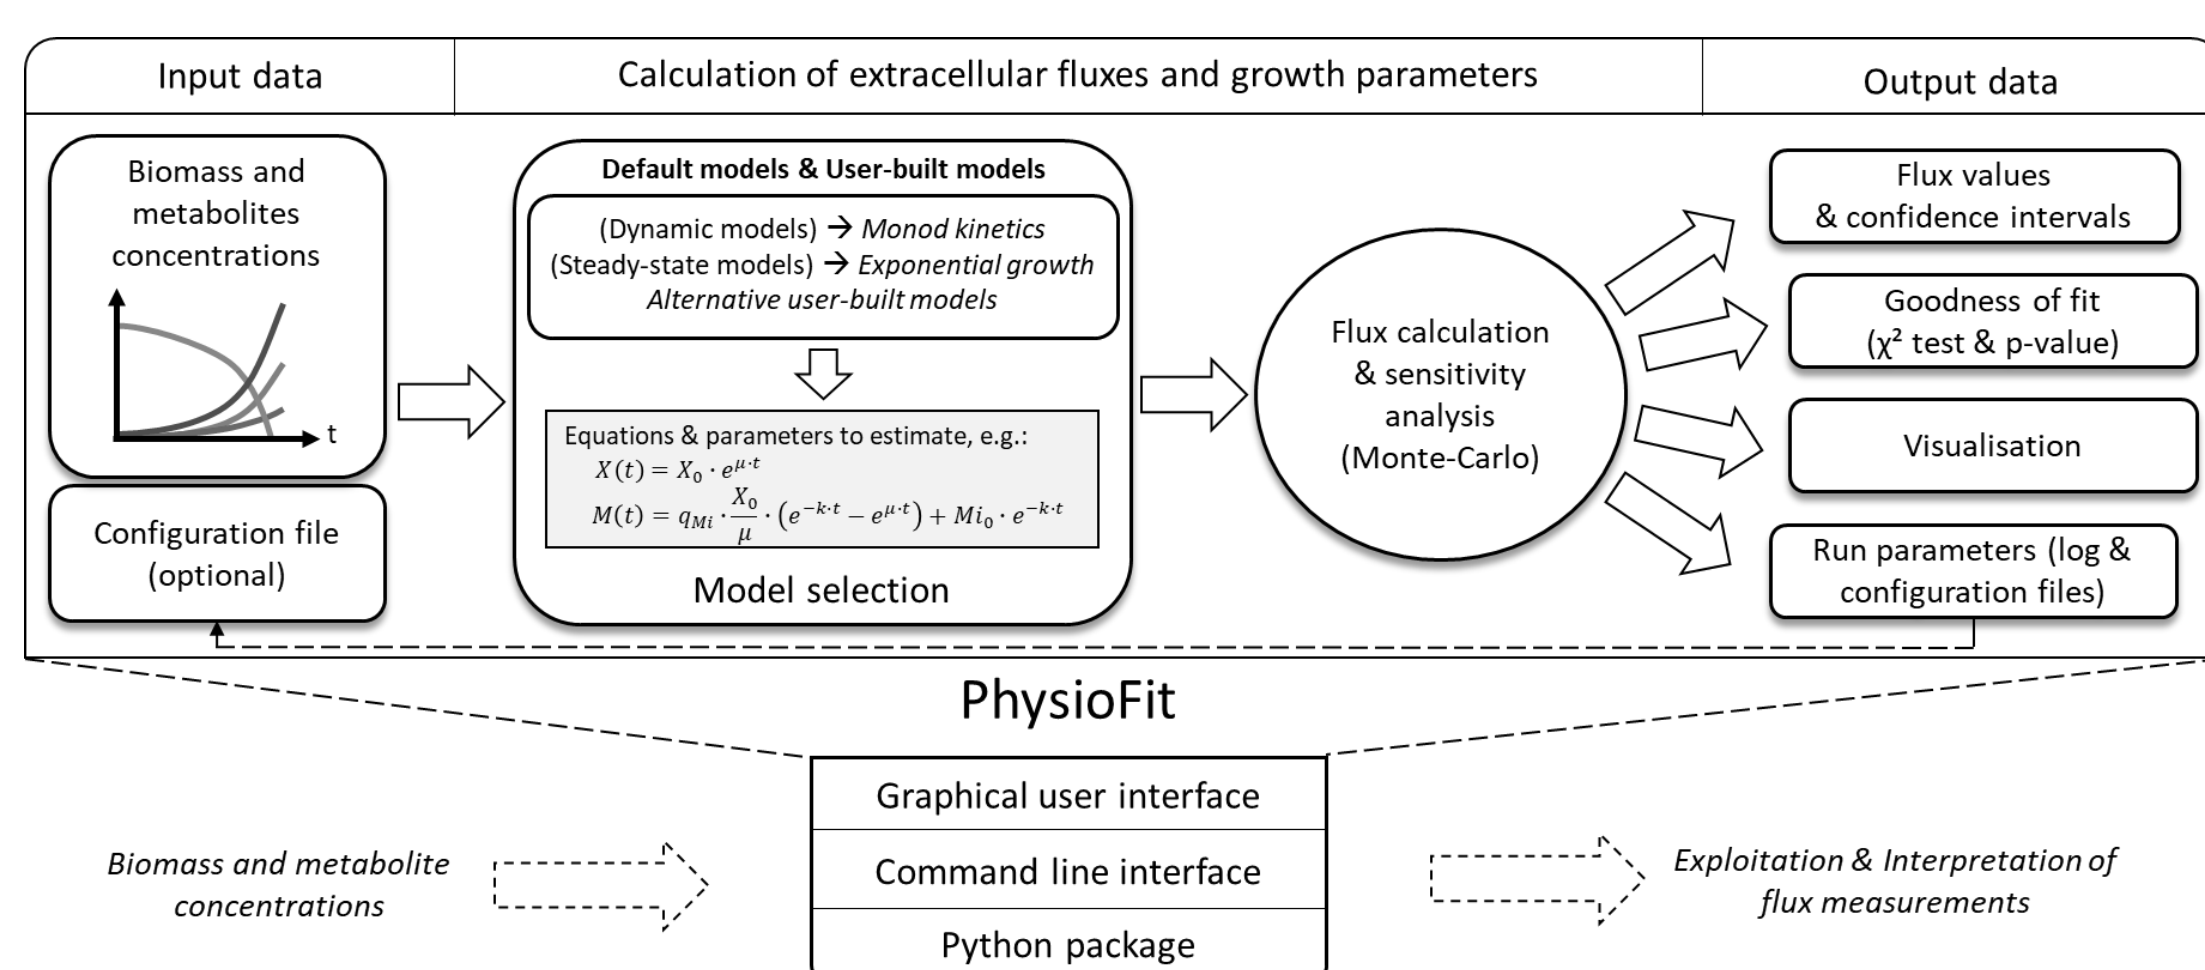 Input data
Calculation of extracellular fluxes and growth parameters
Output data
Biomass and
metabolites
concentrations
t
Configuration file
(optional)
Default models & User-built models
(Dynamic models) → Monod kinetics
(Steady-state models) → Exponential growth
Alternative user-built models
Equations & parameters to estimate, e.g.:
X(t) = X₀ · e^{μ·t}
M(t) = q_{Mi} · X₀/μ · (e^{−k·t} − e^{μ·t}) + Mi₀ · e^{−k·t}
Model selection
Flux calculation
& sensitivity
analysis
(Monte-Carlo)
Flux values
& confidence intervals
Goodness of fit
(χ² test & p-value)
Visualisation
Run parameters (log &
configuration files)
PhysioFit
Graphical user interface
Command line interface
Python package
Biomass and metabolite
concentrations
Exploitation & Interpretation of
flux measurements